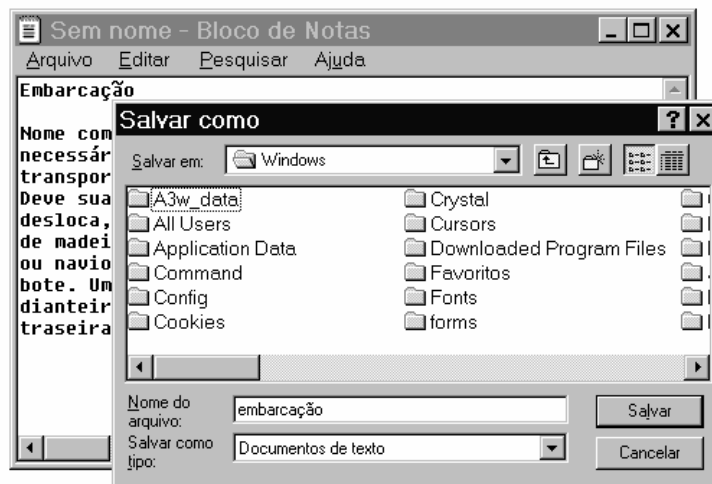 Sem nome - Bloco de Notas
Arquivo Editar Pesquisar Ajuda
Embarcação
Salvar como
Nome com
Salvar em: Windows
necessár
transpor
A3w_data Crystal
Deve sua
All Users Cursors
desloca,
Application Data Downloaded Program Files
de madei
Command Favoritos
ou navio
Config Fonts
bote. Um
Cookies forms
dianteir
traseira
Nome do arquivo: embarcação Salvar
Salvar como tipo: Documentos de texto Cancelar